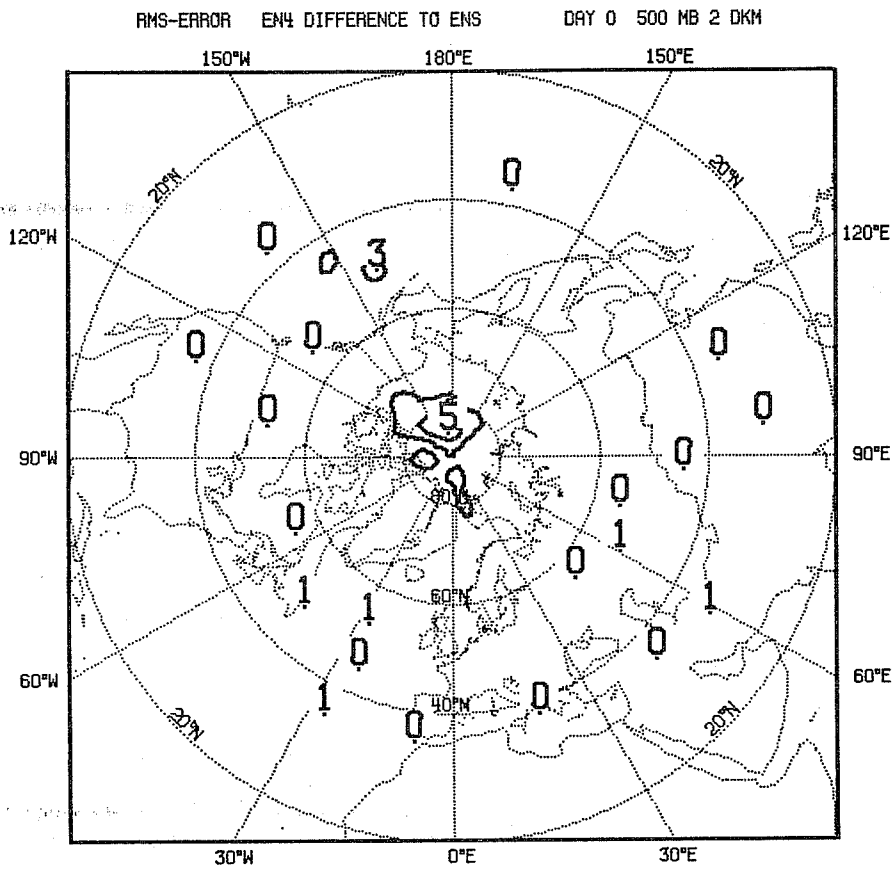 RMS-ERROR EN4 DIFFERENCE TO ENS DAY 0 500 MB 2 DKM
150°W 180°E 150°E
20°N 20°N
0
120°W 0 3 120°E
0 0 0
0 5 0
90°W 0 90°E
80°N 0
0 1
0
1 1 60°N 1
0 0
60°W 1 40°N 0 60°E
20°N 0 20°N
30°W 0°E 30°E